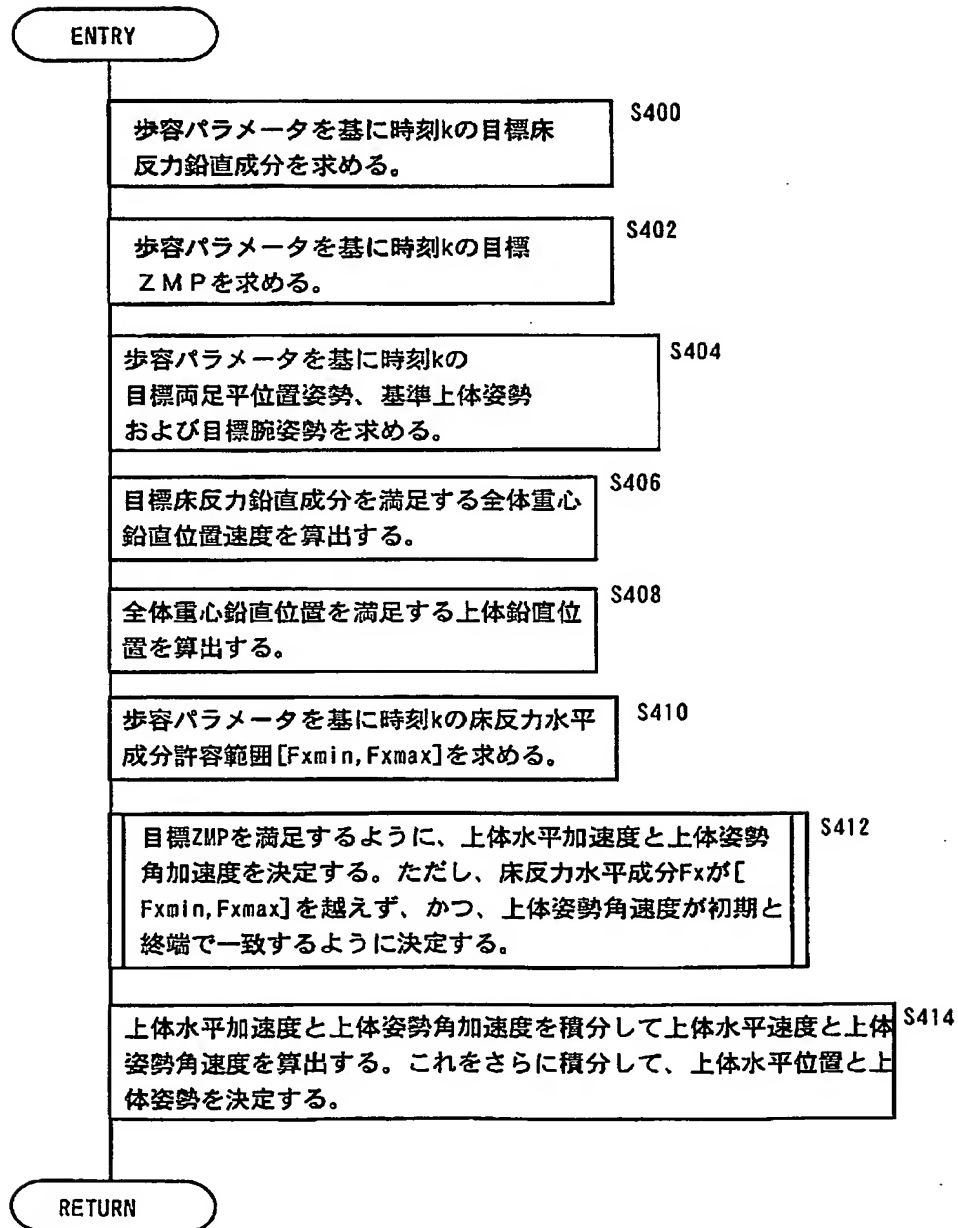 ENTRY
S400
歩容パラメータを基に時刻kの目標床
反力鉛直成分を求める。
S402
歩容パラメータを基に時刻kの目標
ＺＭＰを求める。
S404
歩容パラメータを基に時刻kの
目標両足平位置姿勢、基準上体姿勢
および目標腕姿勢を求める。
S406
目標床反力鉛直成分を満足する全体重心
鉛直位置速度を算出する。
S408
全体重心鉛直位置を満足する上体鉛直位
置を算出する。
S410
歩容パラメータを基に時刻kの床反力水平
成分許容範囲[Fxmin,Fxmax]を求める。
S412
目標ZMPを満足するように、上体水平加速度と上体姿勢
角加速度を決定する。ただし、床反力水平成分Fxが[
Fxmin,Fxmax]を越えず、かつ、上体姿勢角速度が初期と
終端で一致するように決定する。
S414
上体水平加速度と上体姿勢角加速度を積分して上体水平速度と上体
姿勢角速度を算出する。これをさらに積分して、上体水平位置と上
体姿勢を決定する。
RETURN